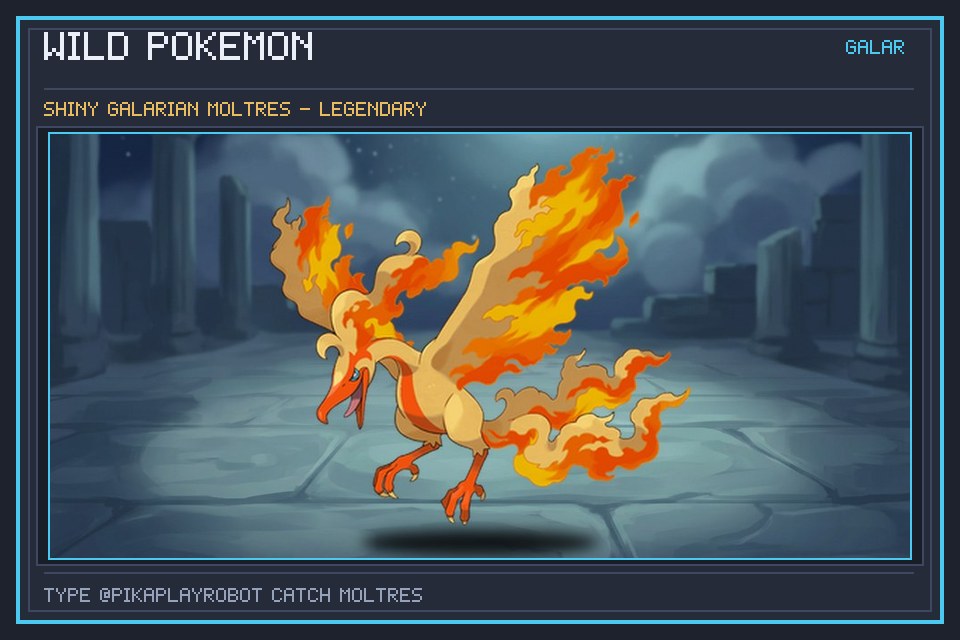 WILD POKEMON
GALAR
SHINY GALARIAN MOLTRES - LEGENDARY
TYPE @PIKAPLAYROBOT CATCH MOLTRES